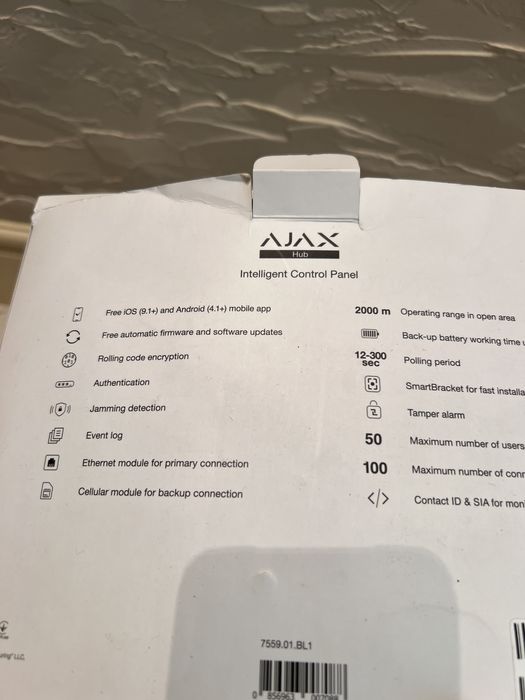 AJAX
Hub
Intelligent Control Panel
Free iOS (9.1+) and Android (4.1+) mobile app
Free automatic firmware and software updates
Rolling code encryption
Authentication
Jamming detection
Event log
Ethernet module for primary connection
Cellular module for backup connection
2000 m Operating range in open area
Back-up battery working time
12-300 sec Polling period
SmartBracket for fast
Tamper alarm
50 Maximum number of users
100 Maximum number of
Contact ID & SIA for
7559.01.BL1
0 856963